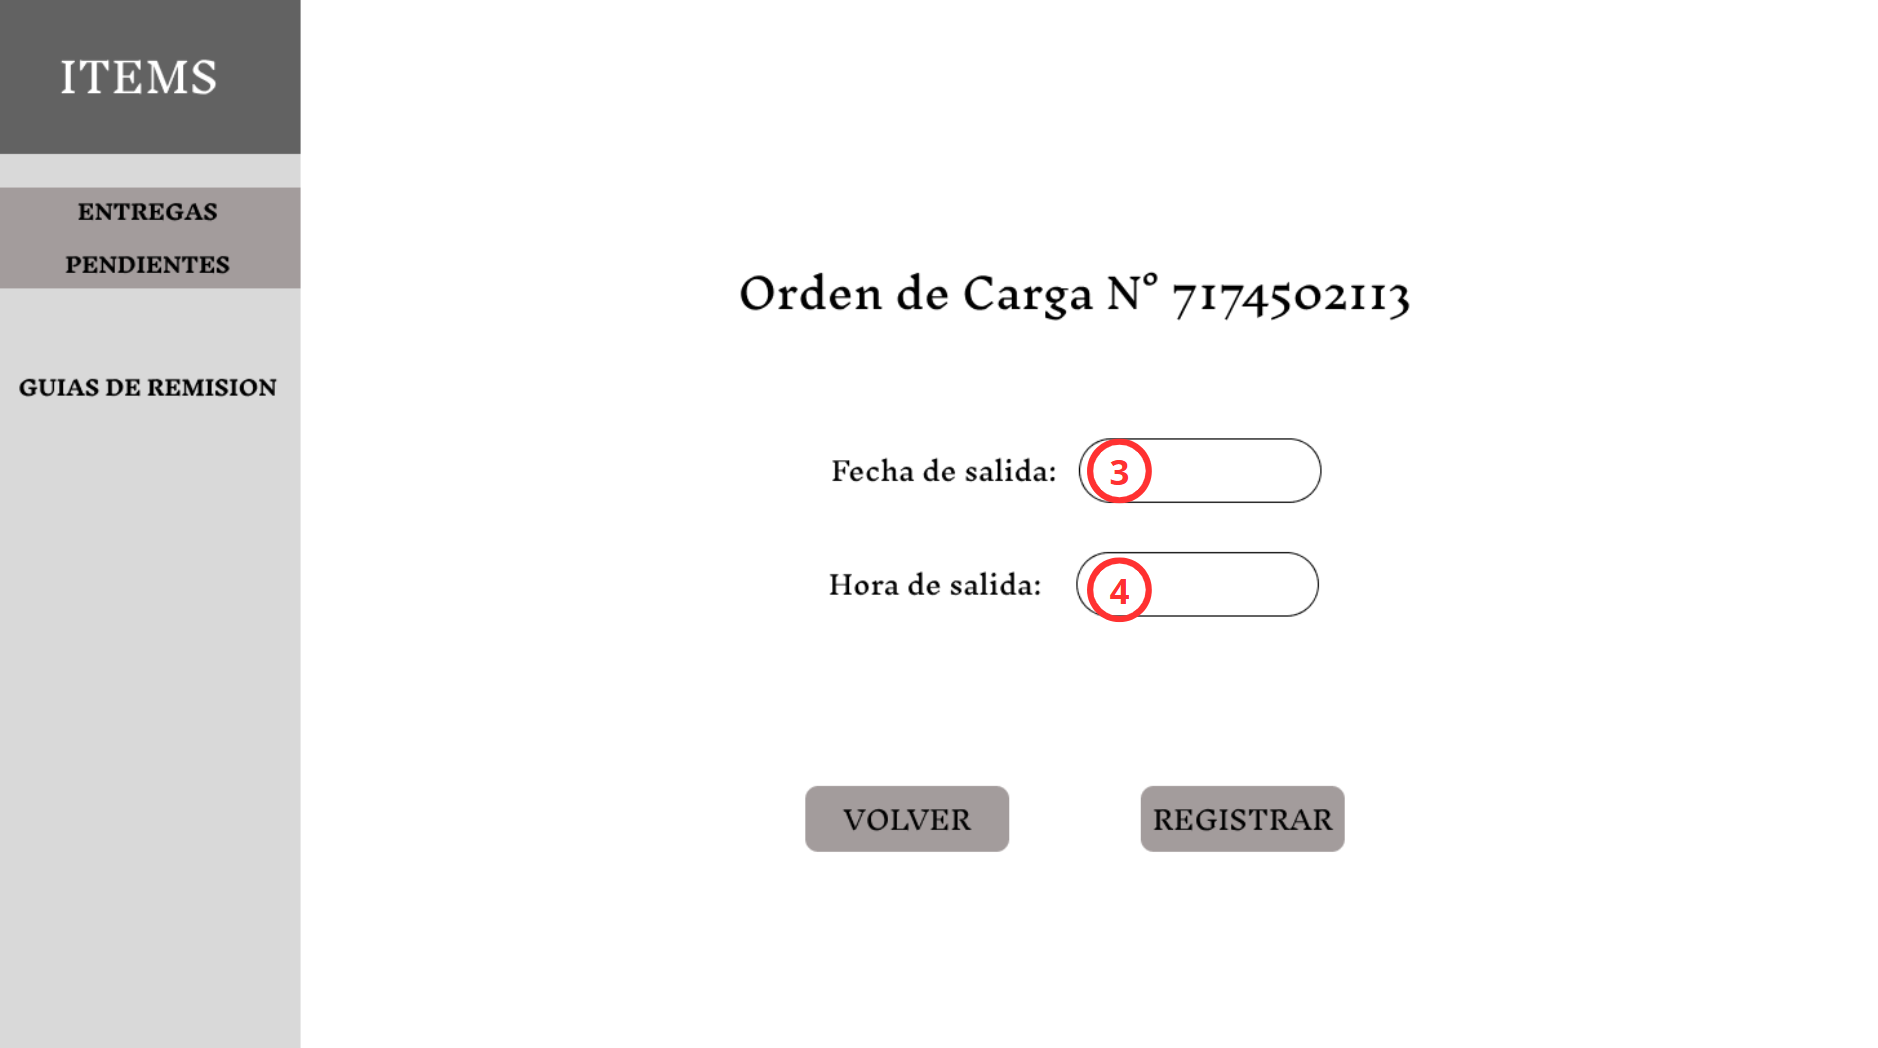 ITEMS
ENTREGAS
PENDIENTES
GUIAS DE REMISION
Orden de Carga N° 7174502113
Fecha de salida: 3
Hora de salida: 4
VOLVER
REGISTRAR